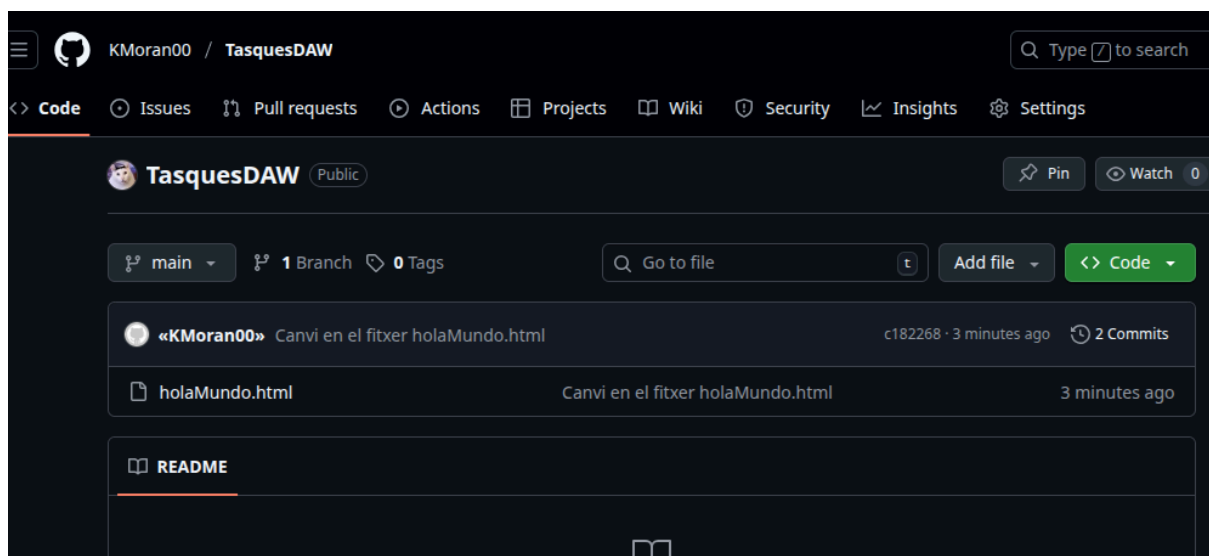 KMoran00 / TasquesDAW Type / to search
<> Code Issues Pull requests Actions Projects Wiki Security Insights Settings
TasquesDAW Public Pin Watch 0
main 1 Branch 0 Tags Go to file t Add file <> Code
«KMoran00» Canvi en el fitxer holaMundo.html c182268 · 3 minutes ago 2 Commits
holaMundo.html Canvi en el fitxer holaMundo.html 3 minutes ago
README